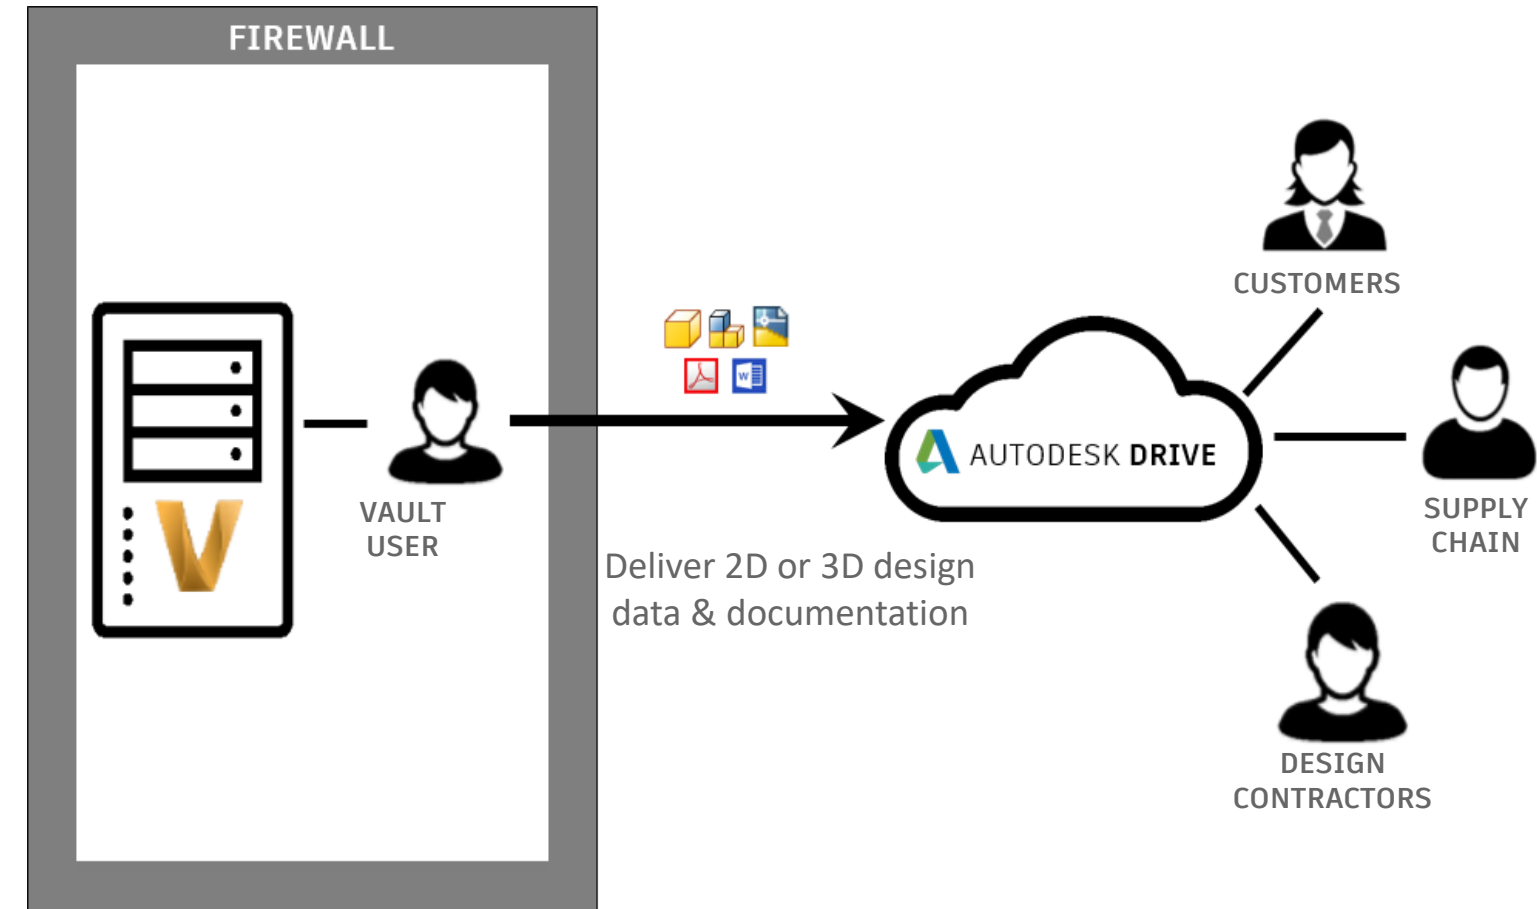 FIREWALL
VAULT
USER
Deliver 2D or 3D design
data & documentation
W
AUTODESK DRIVE
CUSTOMERS
SUPPLY
CHAIN
DESIGN
CONTRACTORS